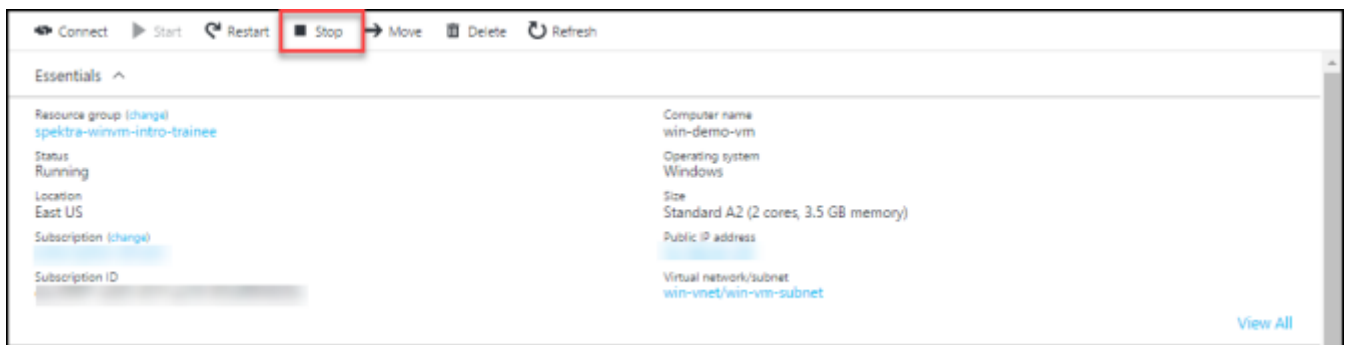 Connect Start Restart Stop Move Delete Refresh
Essentials
Resource group (change)
spektra-winvm-intro-trainee
Status
Running
Location
East US
Subscription (change)
Subscription ID
Computer name
win-demo-vm
Operating system
Windows
Size
Standard A2 (2 cores, 3.5 GB memory)
Public IP address
Virtual network/subnet
win-vnet/win-vm-subnet
View All